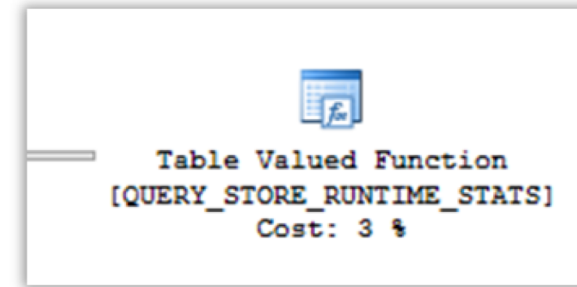 Table Valued Function
[QUERY_STORE_RUNTIME_STATS]
Cost: 3 %